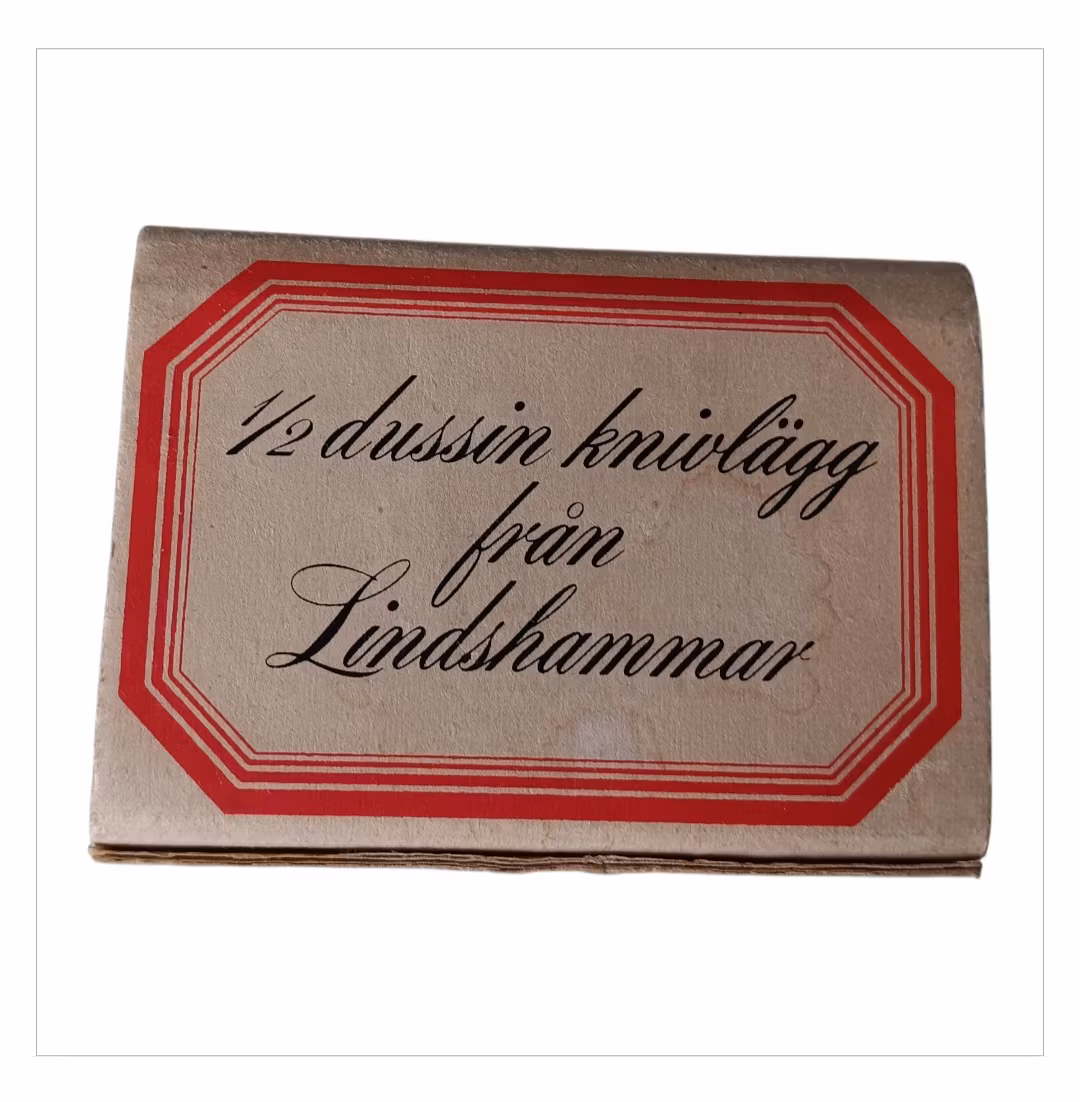 1/2 dussin knivlägg
från
Lindshammar